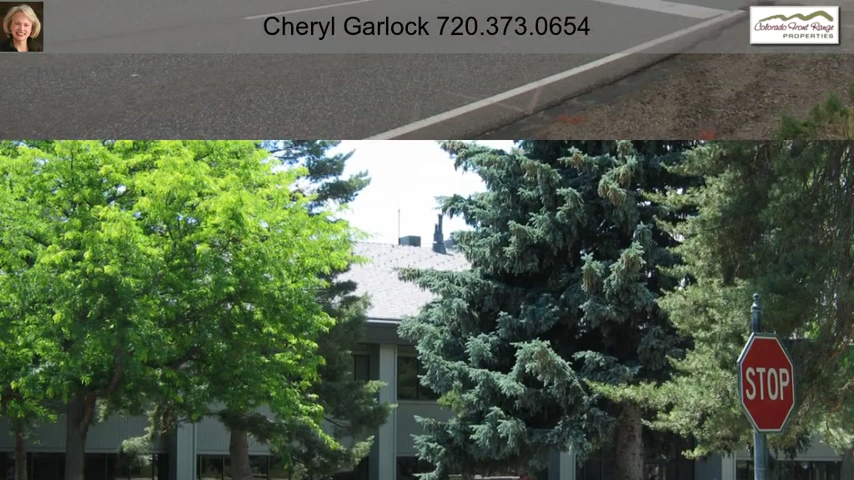 Cheryl Garlock 720.373.0654
Colorado Front Range
PROPERTIES
STOP